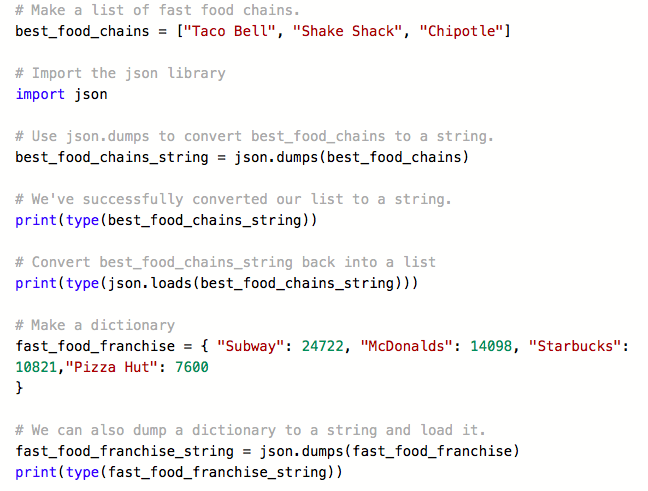 # Make a list of fast food chains.
best_food_chains = ["Taco Bell", "Shake Shack", "Chipotle"]
# Import the json library
import json
# Use json.dumps to convert best_food_chains to a string.
best_food_chains_string = json.dumps(best_food_chains)
# We've successfully converted our list to a string.
print(type(best_food_chains_string))
# Convert best_food_chains_string back into a list
print(type(json.loads(best_food_chains_string)))
# Make a dictionary
fast_food_franchise = { "Subway": 24722, "McDonalds": 14098, "Starbucks":
10821,"Pizza Hut": 7600
}
# We can also dump a dictionary to a string and load it.
fast_food_franchise_string = json.dumps(fast_food_franchise)
print(type(fast_food_franchise_string))